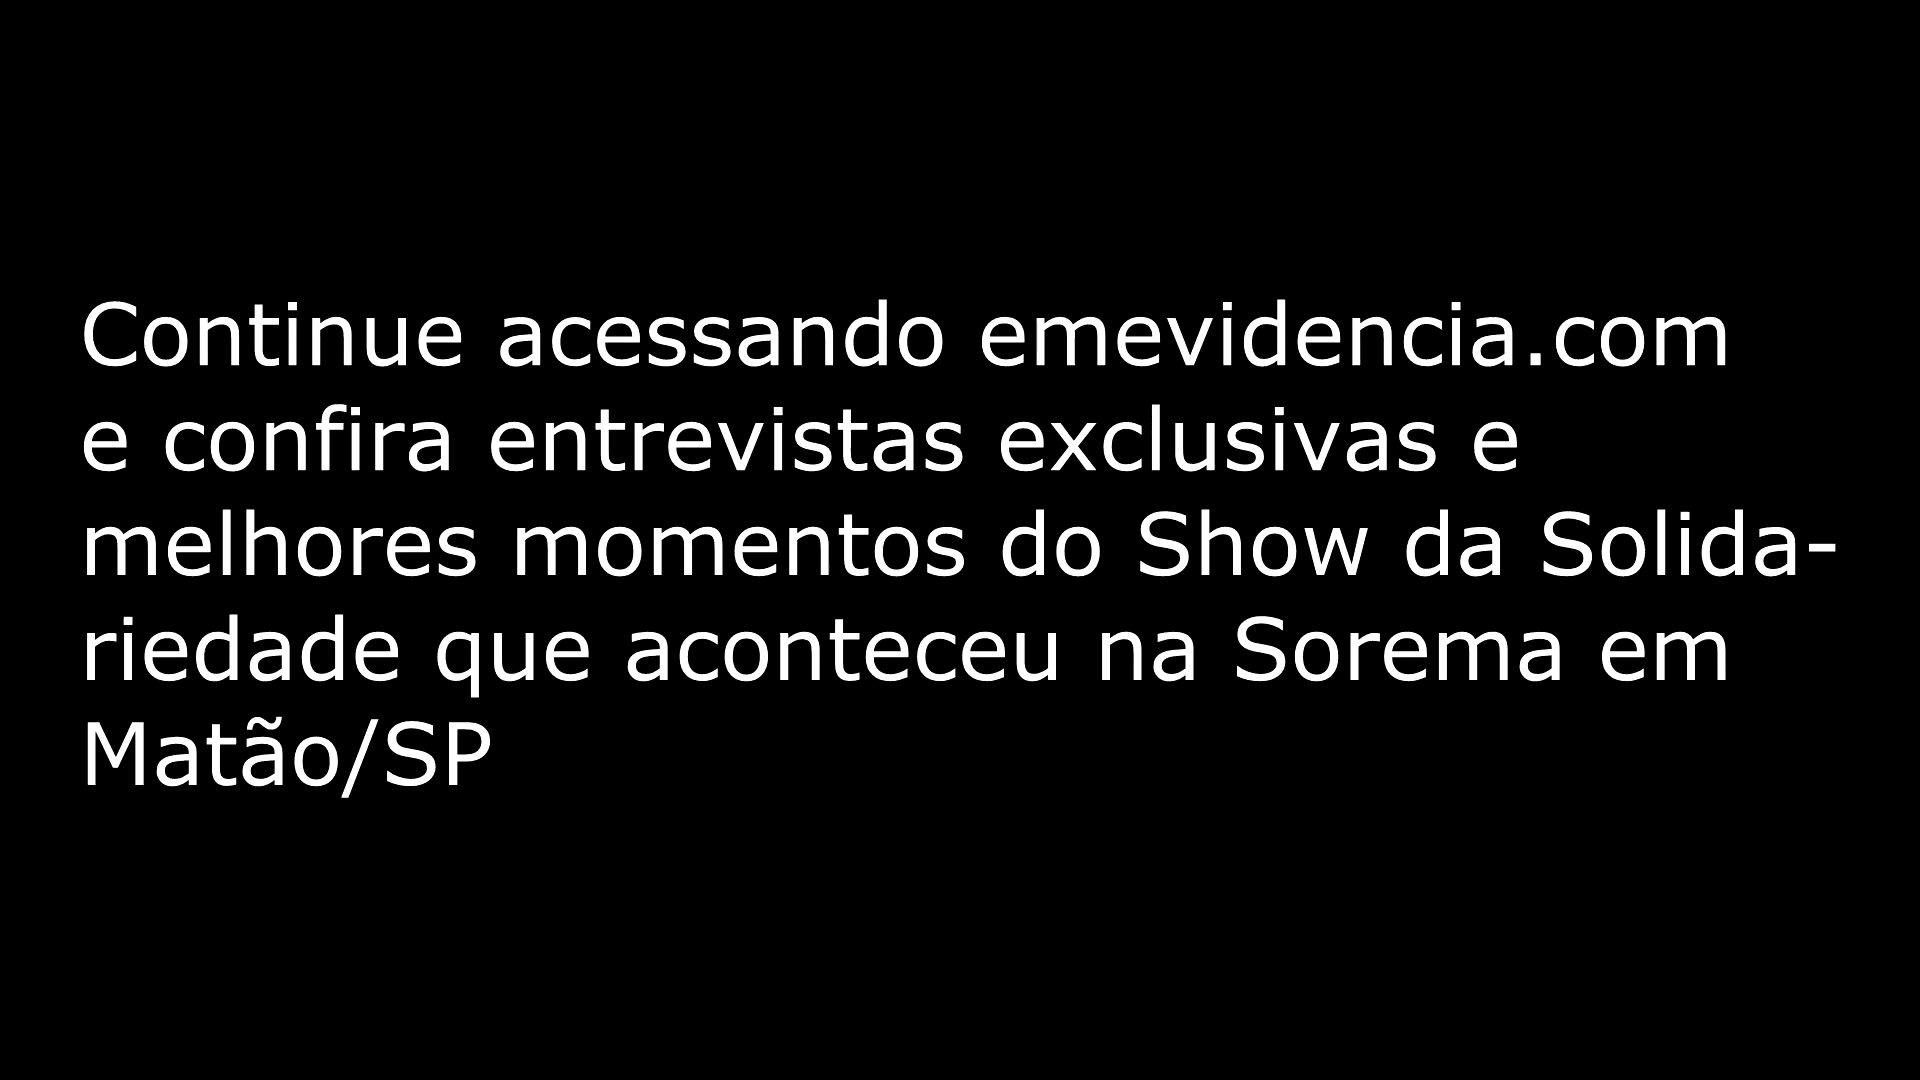 Continue acessando emevidencia.com
e confira entrevistas exclusivas e
melhores momentos do Show da Solida-
riedade que aconteceu na Sorema em
Matão/SP